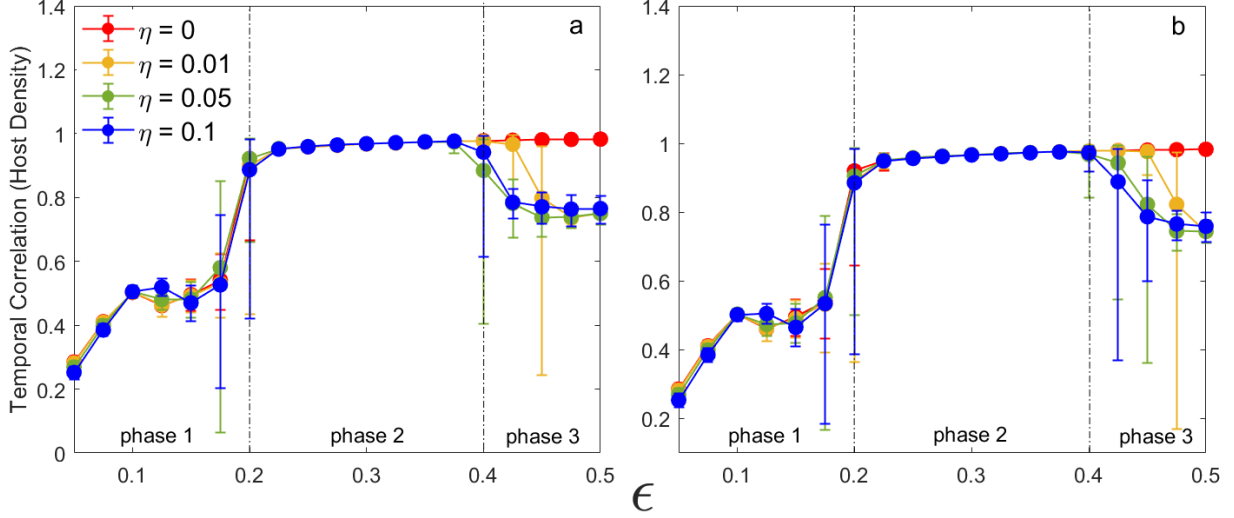 Temporal Correlation (Host Density)
1.4
1.2
1
0.8
0.6
0.4
0.2
0
η = 0
η = 0.01
η = 0.05
η = 0.1
a
phase 1
phase 2
phase 3
0.1
0.2
0.3
0.4
0.5
1.4
1.2
1
0.8
0.6
0.4
0.2
b
phase 1
phase 2
phase 3
0.1
0.2
0.3
0.4
0.5
ϵ